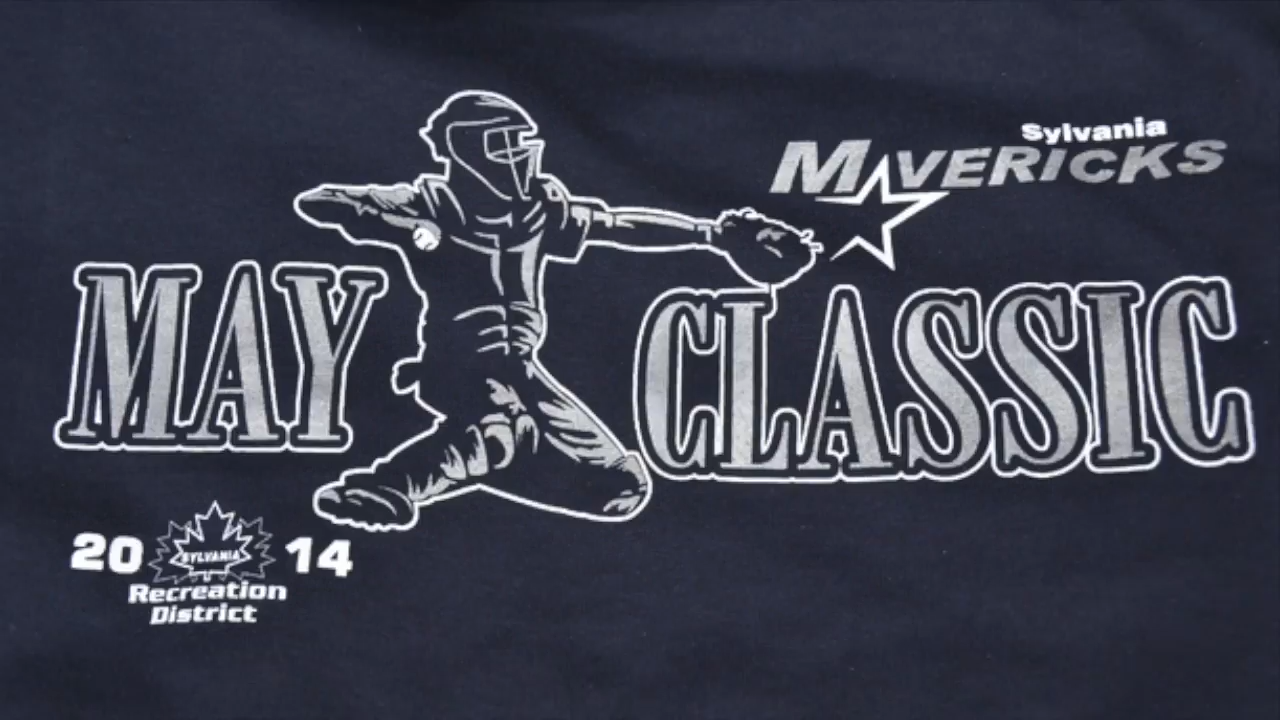 Sylvania
MAVERICKS
MAY CLASSIC
20 SYLVANIA 14
Recreation
District